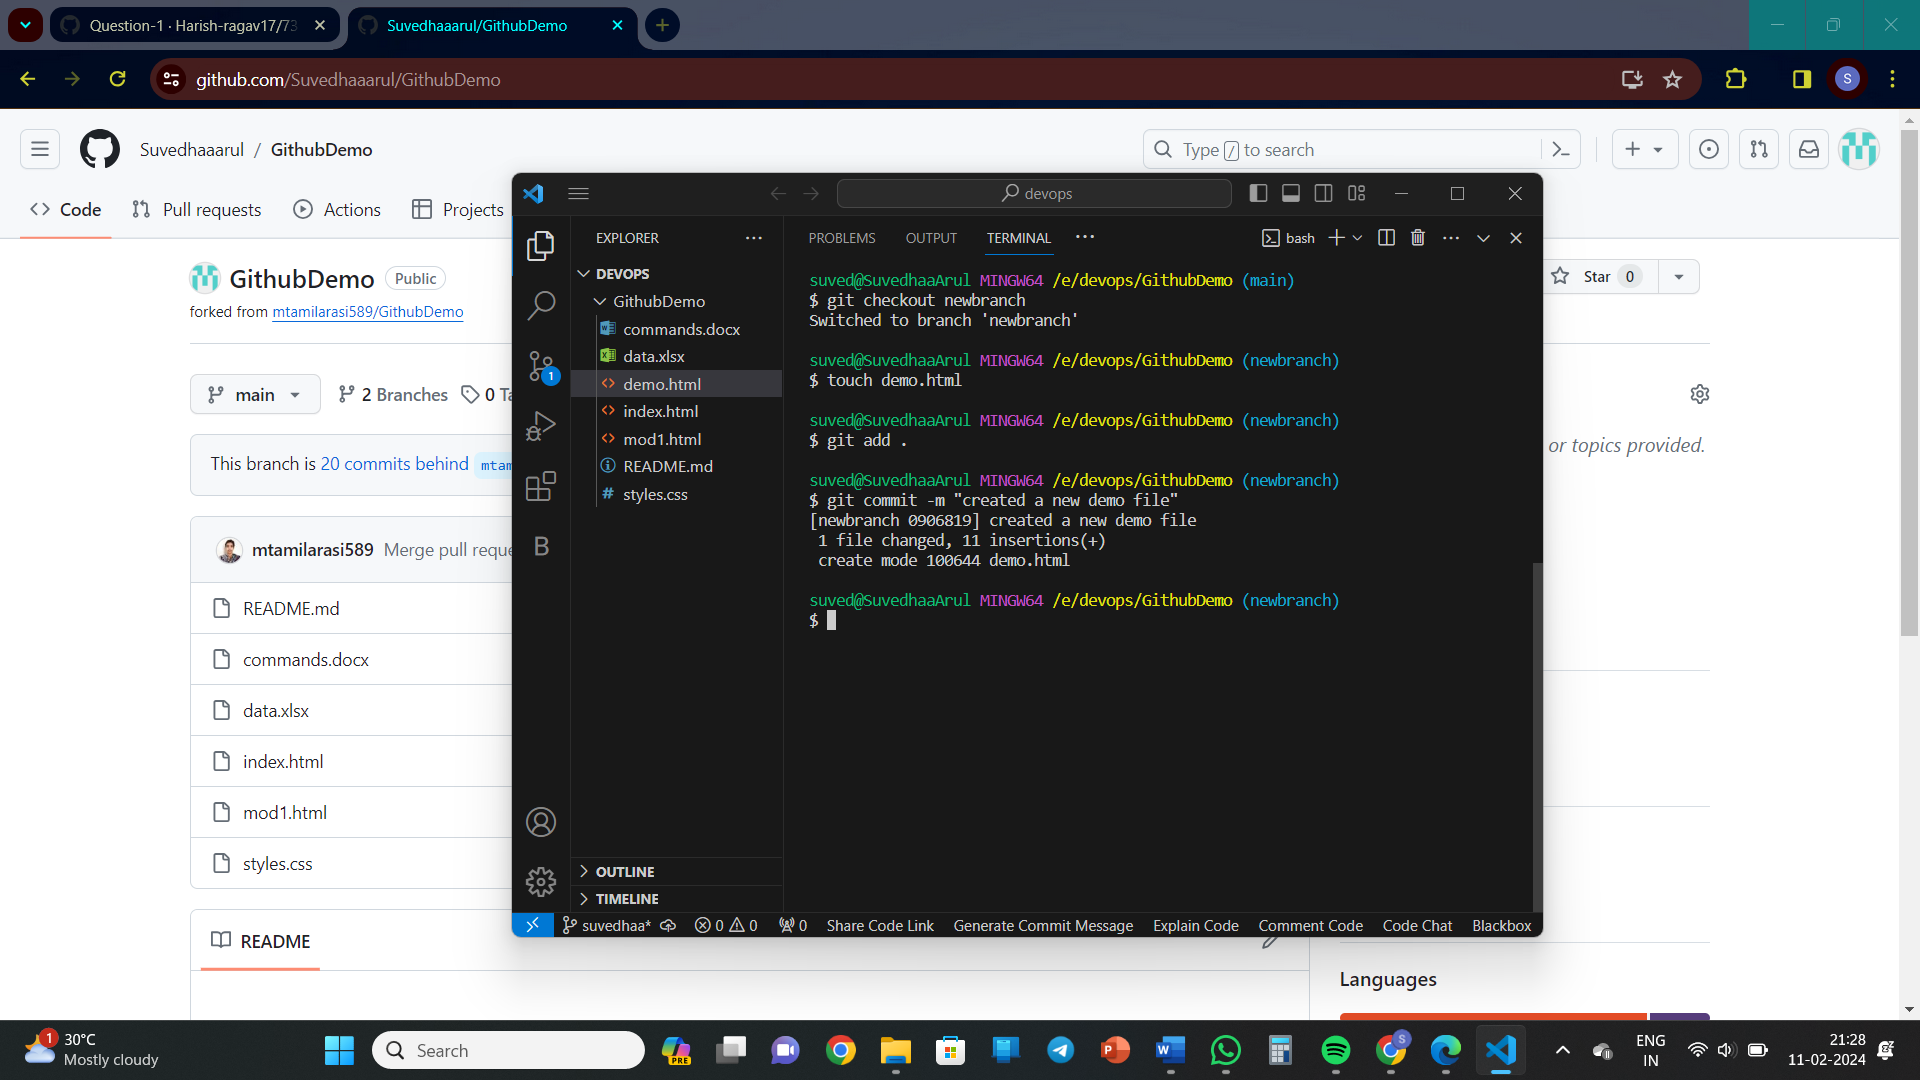 Question-1 · Harish-ragav17/73
Suvedhaaarul/GithubDemo
github.com/Suvedhaaarul/GithubDemo
S
Suvedhaaarul / GithubDemo
Type / to search
Code
Pull requests
Actions
Projects
GithubDemo
Public
forked from mtamilarasi589/GithubDemo
Star 0
main
2 Branches
0 Ta
or topics provided.
This branch is 20 commits behind mtam
mtamilarasi589 Merge pull reque
README.md
commands.docx
data.xlsx
index.html
mod1.html
styles.css
README
Languages
devops
EXPLORER
DEVOPS
GithubDemo
commands.docx
data.xlsx
demo.html
index.html
mod1.html
README.md
styles.css
1
B
OUTLINE
TIMELINE
PROBLEMS
OUTPUT
TERMINAL
bash
suved@SuvedhaaArul MINGW64 /e/devops/GithubDemo (main)
$ git checkout newbranch
Switched to branch 'newbranch'
suved@SuvedhaaArul MINGW64 /e/devops/GithubDemo (newbranch)
$ touch demo.html
suved@SuvedhaaArul MINGW64 /e/devops/GithubDemo (newbranch)
$ git add .
suved@SuvedhaaArul MINGW64 /e/devops/GithubDemo (newbranch)
$ git commit -m "created a new demo file"
[newbranch 0906819] created a new demo file
1 file changed, 11 insertions(+)
create mode 100644 demo.html
suved@SuvedhaaArul MINGW64 /e/devops/GithubDemo (newbranch)
$
suvedhaa* 0 0 0 Share Code Link Generate Commit Message Explain Code Comment Code Code Chat Blackbox
1
30°C
Mostly cloudy
Search
PRE
S
ENG
IN
21:28
11-02-2024